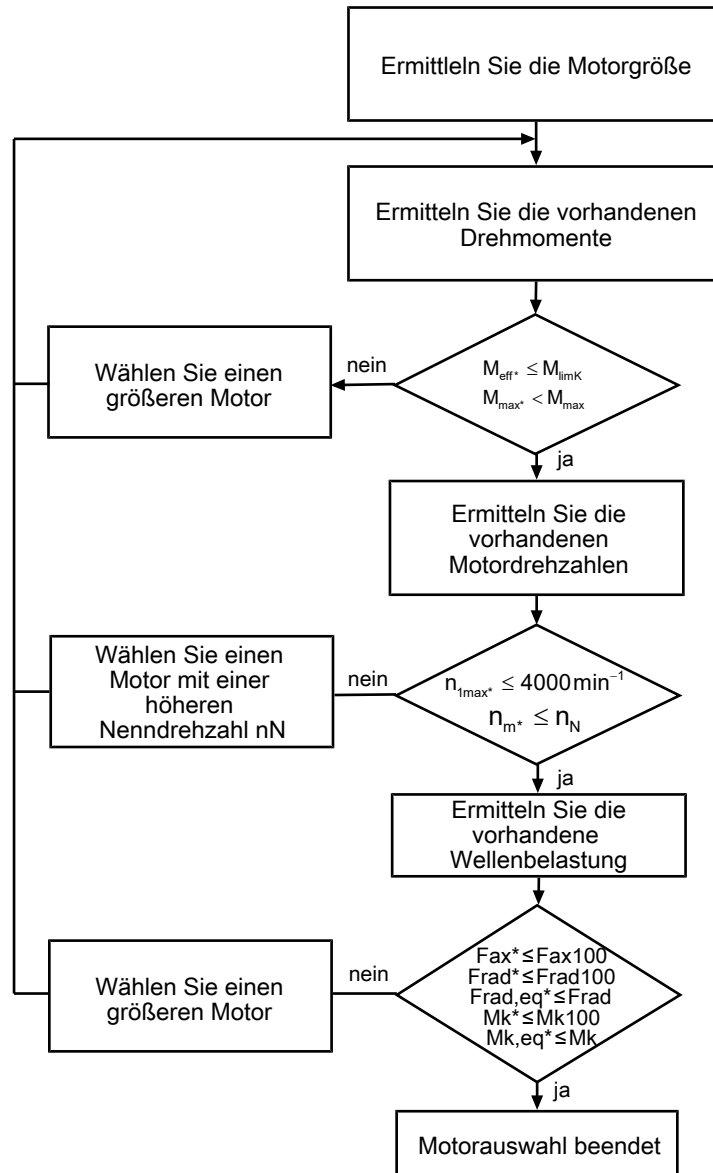 Ermittleln Sie die Motorgröße
Ermitteln Sie die vorhandenen
Drehmomente
Wählen Sie einen
größeren Motor
nein
M_eff* ≤ M_limK
M_max* < M_max
ja
Ermitteln Sie die
vorhandenen
Motordrehzahlen
Wählen Sie einen
Motor mit einer
höheren
Nenndrehzahl nN
nein
n_1max* ≤ 4000 min⁻¹
n_m* ≤ n_N
ja
Ermitteln Sie die
vorhandene
Wellenbelastung
Wählen Sie einen
größeren Motor
nein
Fax*≤Fax100
Frad*≤Frad100
Frad,eq*≤Frad
Mk*≤Mk100
Mk,eq*≤Mk
ja
Motorauswahl beendet